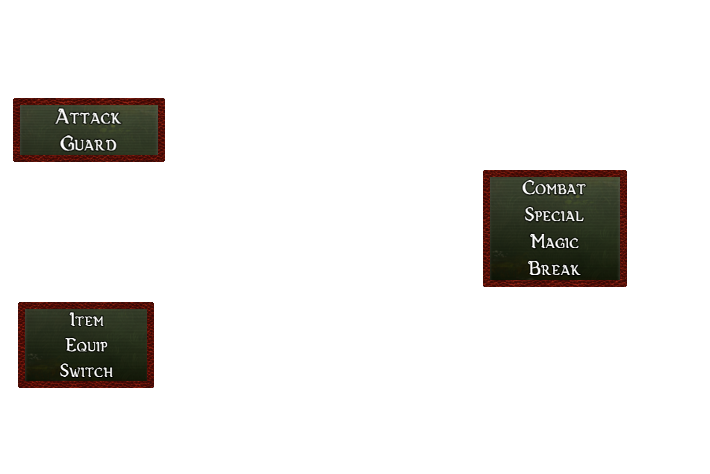 Attack
Guard
Combat
Special
Magic
Break
Item
Equip
Switch